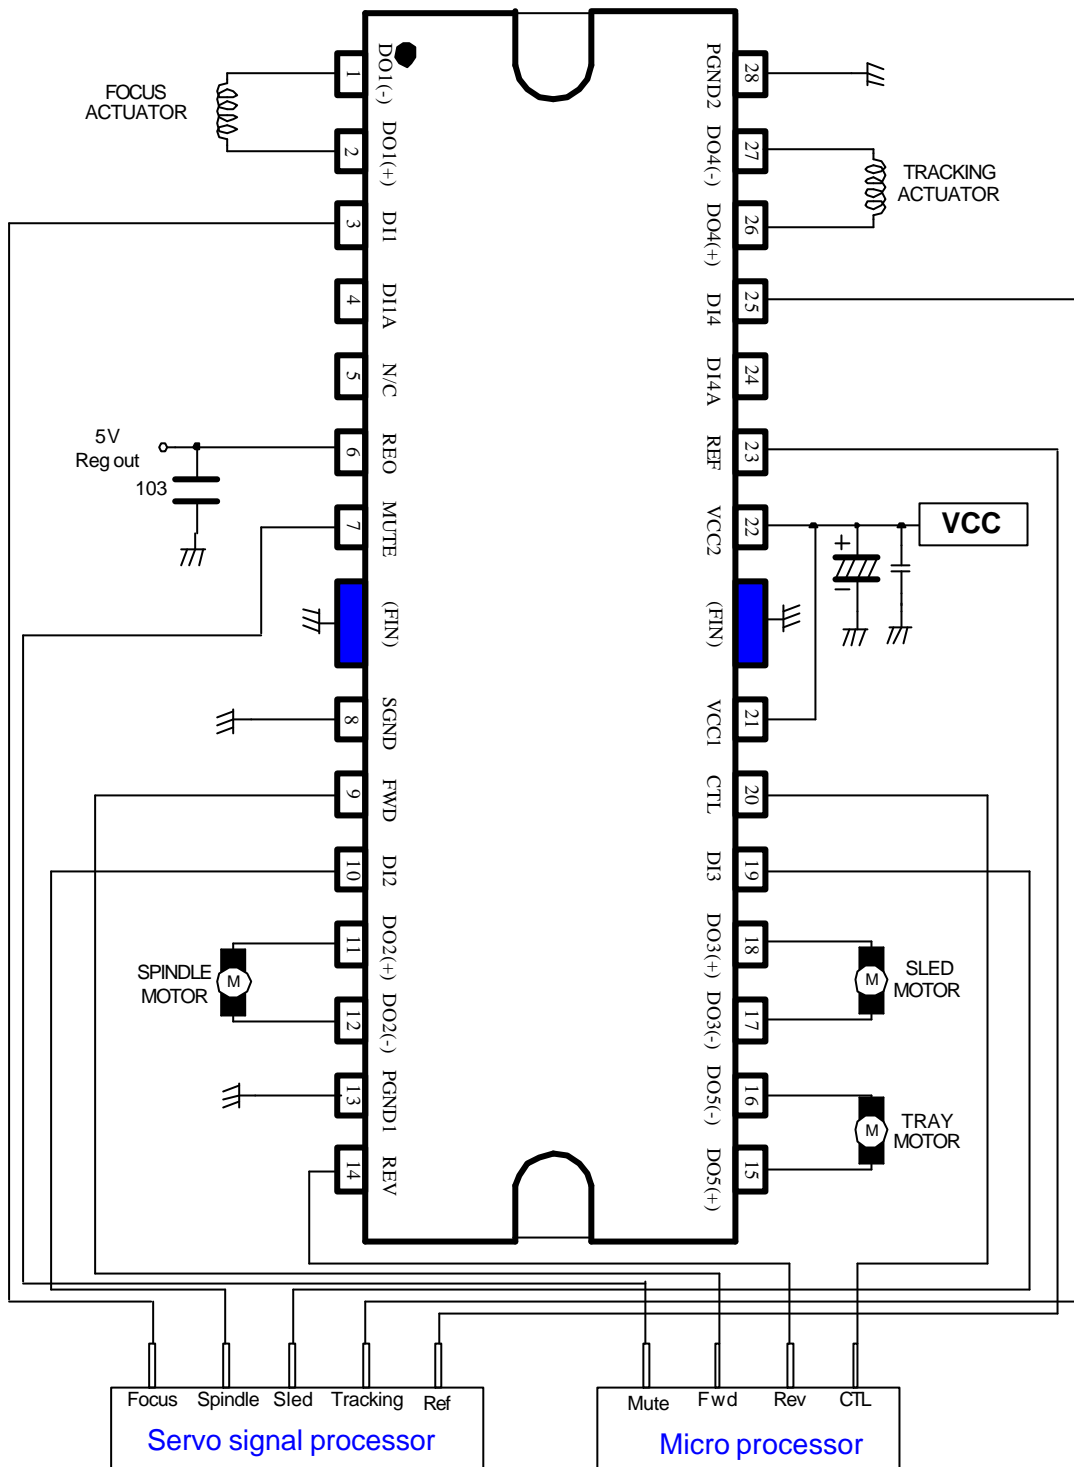 FOCUS
ACTUATOR
1 DO1(-)
2 DO1(+)
3 DI1
4 DI1A
5 N/C
6 REO
7 MUTE
(FIN)
8 SGND
9 FWD
10 DI2
11 DO2(+)
12 DO2(-)
13 PGND1
14 REV
5V
Reg out
103
SPINDLE
MOTOR
M
PGND2 28
DO4(-) 27
DO4(+) 26
DI4 25
DI4A 24
REF 23
VCC2 22
(FIN)
VCC1 21
CTL 20
DI3 19
DO3(+) 18
DO3(-) 17
DO5(-) 16
DO5(+) 15
TRACKING
ACTUATOR
VCC
+
−
M
SLED
MOTOR
M
TRAY
MOTOR
Focus Spindle Sled Tracking Ref
Servo signal processor
Mute Fwd Rev CTL
Micro processor